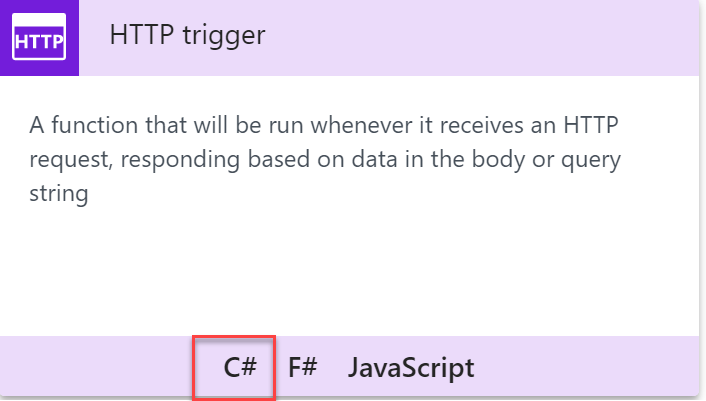 HTTP
HTTP trigger
A function that will be run whenever it receives an HTTP
request, responding based on data in the body or query
string
C# F# JavaScript